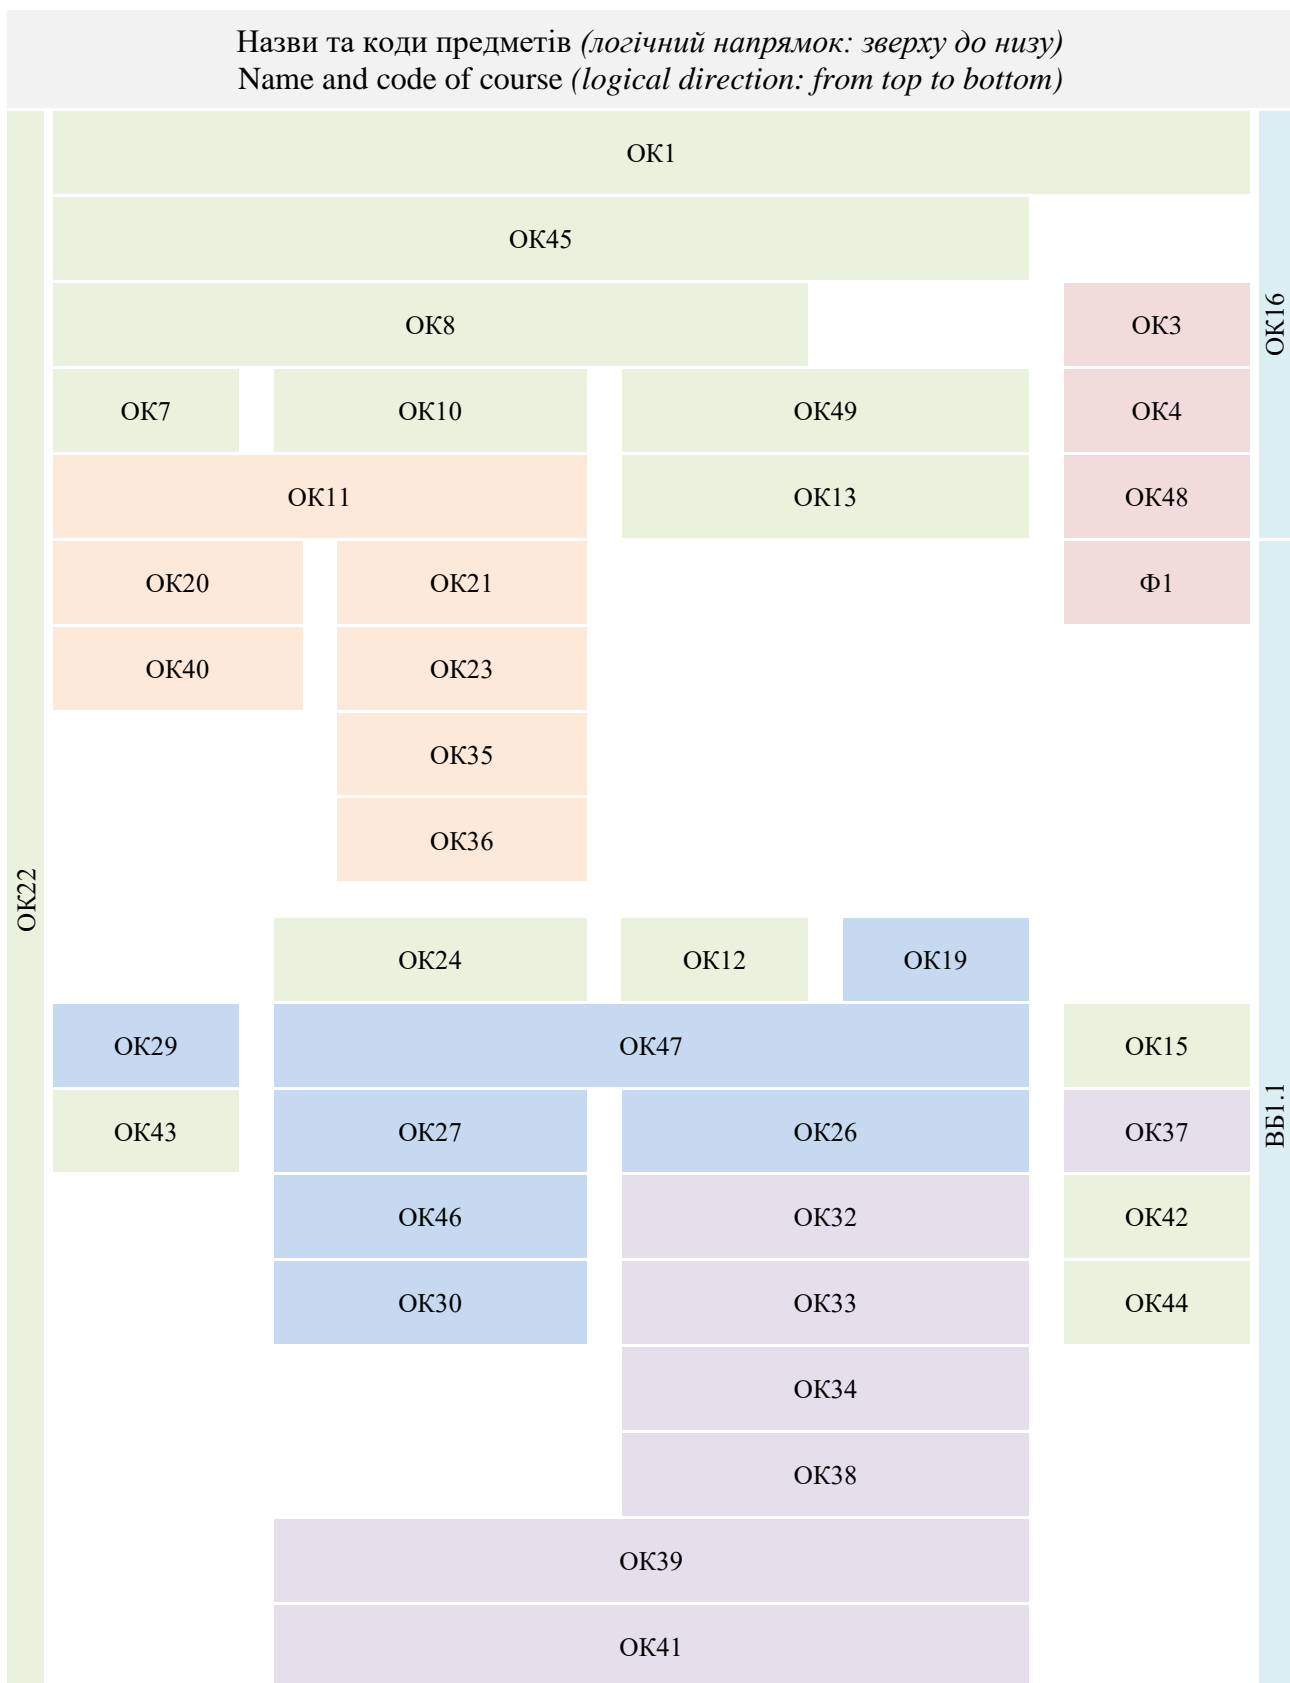 Назви та коди предметів (логічний напрямок: зверху до низу)
Name and code of course (logical direction: from top to bottom)
ОК22
ОК1
ОК16
ОК45
ОК8
ОК3
ОК7
ОК10
ОК49
ОК4
ОК11
ОК13
ОК48
ОК20
ОК21
Ф1
ВБ1.1
ОК40
ОК23
ОК35
ОК36
ОК24
ОК12
ОК19
ОК29
ОК47
ОК15
ОК43
ОК27
ОК26
ОК37
ОК46
ОК32
ОК42
ОК30
ОК33
ОК44
ОК34
ОК38
ОК39
ОК41